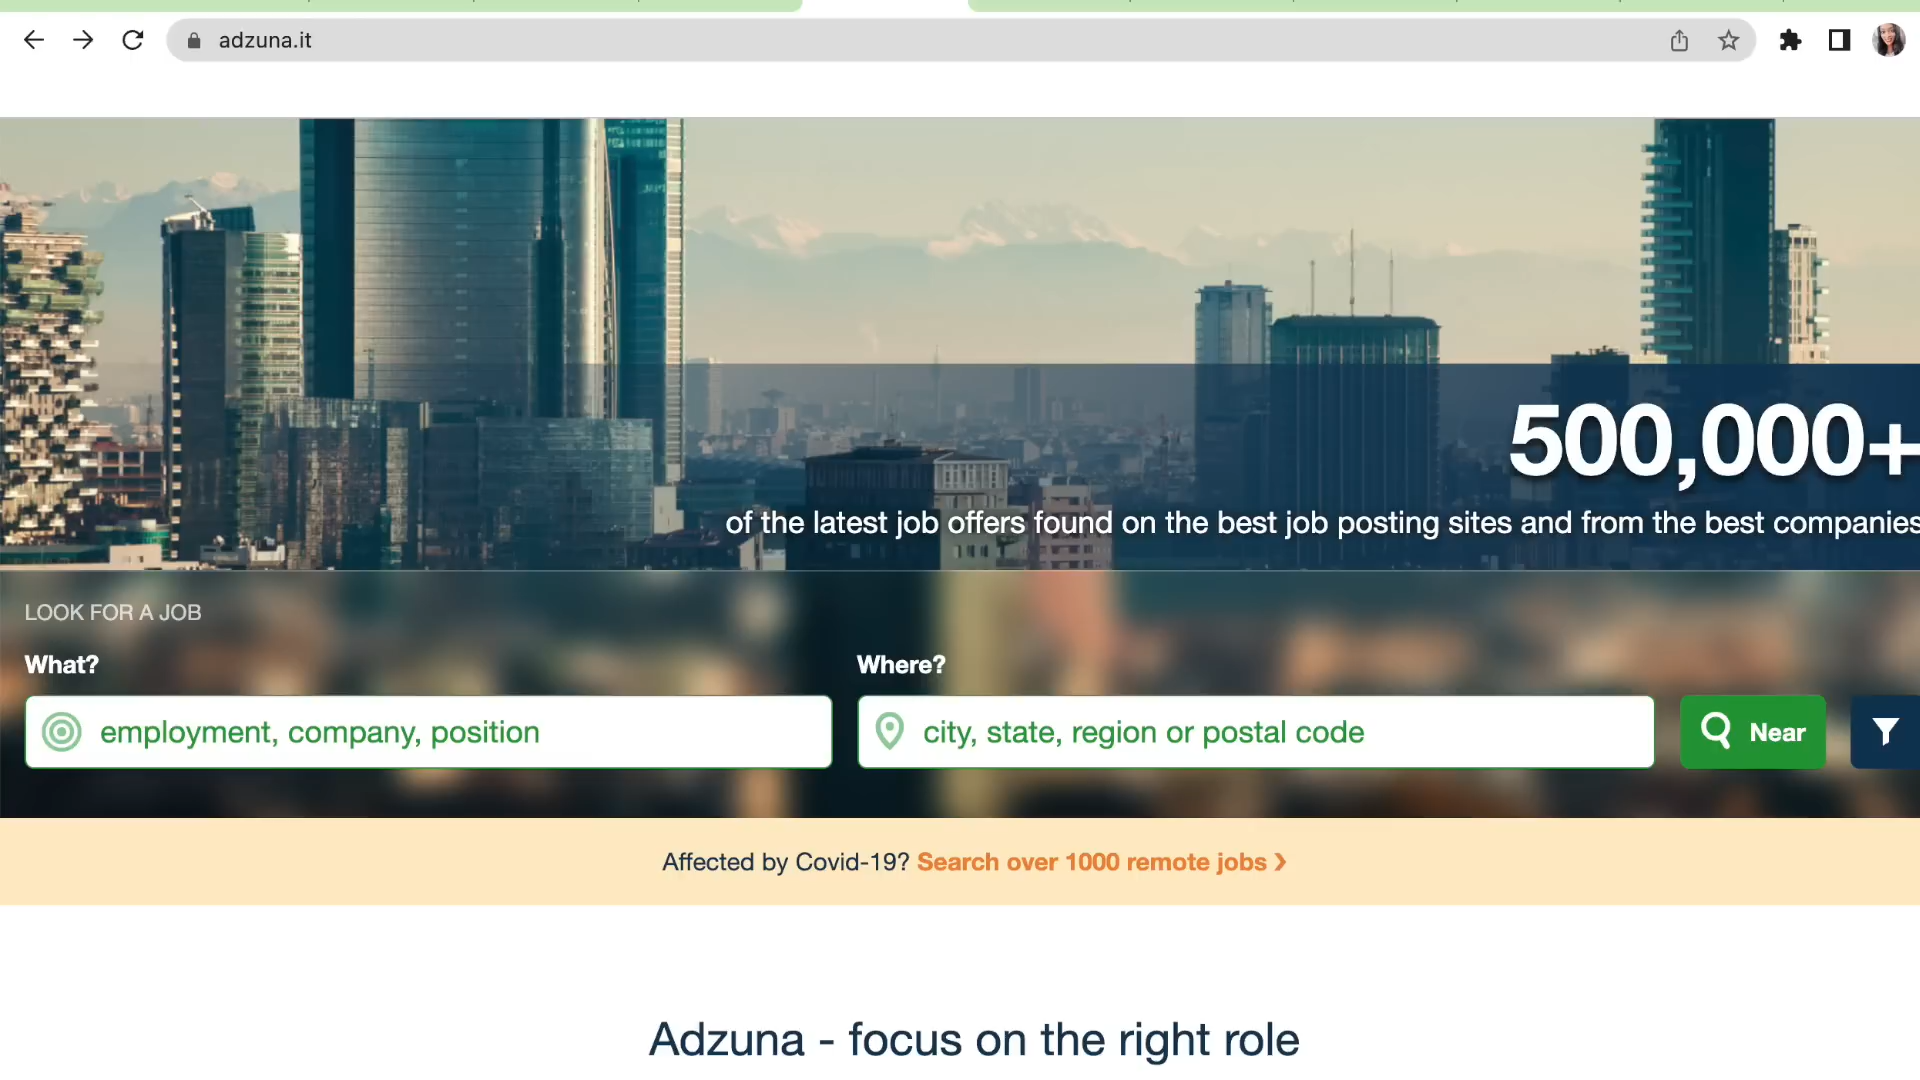 adzuna.it
500,000+
of the latest job offers found on the best job posting sites and from the best companies
LOOK FOR A JOB
What?
Where?
employment, company, position
city, state, region or postal code
Near
Affected by Covid-19? Search over 1000 remote jobs ❯
Adzuna - focus on the right role